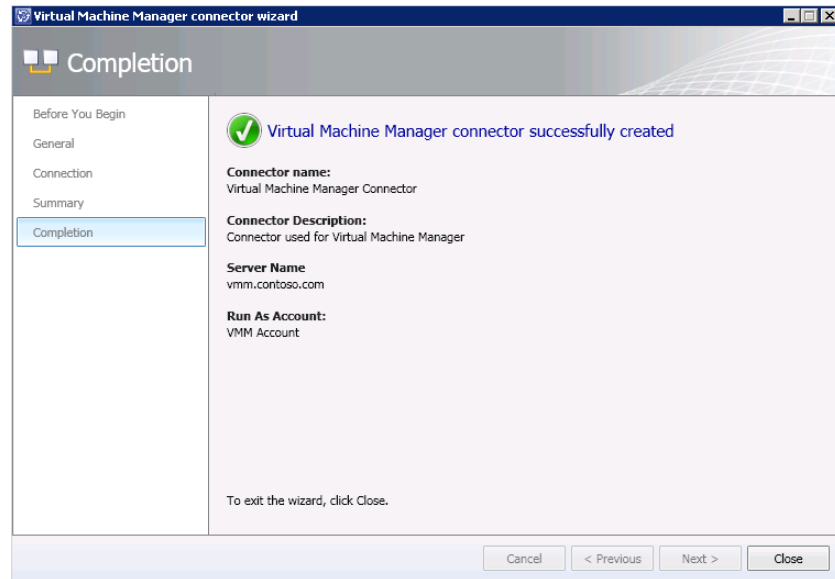 Virtual Machine Manager connector wizard
Completion
Before You Begin
General
Connection
Summary
Completion
Virtual Machine Manager connector successfully created
Connector name:
Virtual Machine Manager Connector
Connector Description:
Connector used for Virtual Machine Manager
Server Name
vmm.contoso.com
Run As Account:
VMM Account
To exit the wizard, click Close.
Cancel
< Previous
Next >
Close